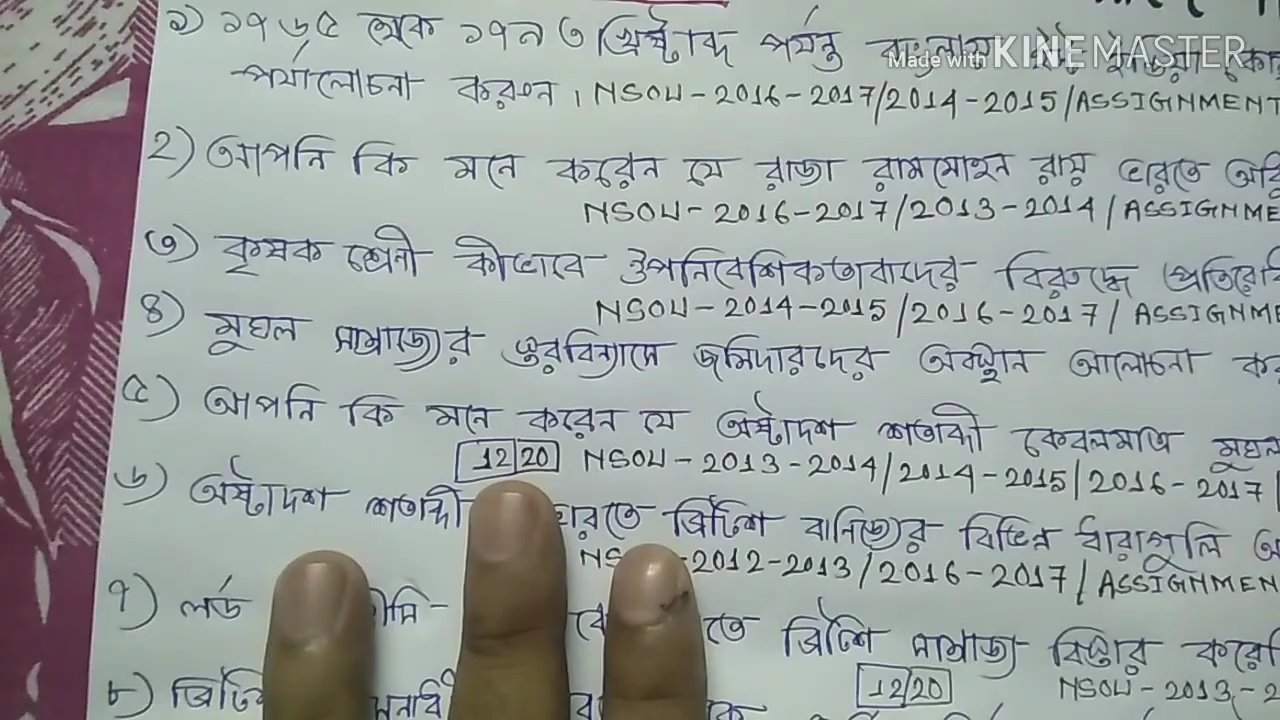 ১) ১৭৬৫ থেকে ১৭৯৩ খ্রিষ্টাব্দ পর্যন্ত বাংলায়
Made with KINEMASTER
পর্যালোচনা করুন। NSOU-2016-2017/2014-2015/ASSIGNMENT
২) আপনি কি মনে করেন যে রাজা রামমোহন রায় ভারতে
NSOU-2016-2017/2013-2014/ASSIGNME
৩) কৃষক শ্রেনী কীভাবে ঔপনিবেশিকতাবাদের বিরুদ্ধে
NSOU-2014-2015/2016-2017/ASSIGNME
৪) মুঘল সাম্রাজ্যের স্তরবিন্যাসে জমিদারদের অবস্থান আলোচনা
৫) আপনি কি মনে করেন যে অষ্টাদশ শতাব্দী কেবলমাত্র মুঘল
12/20 NSOU-2013-2014/2014-2015/2016-2017/
৬) অষ্টাদশ শতাব্দী ভারতে ব্রিটিশ বানিজ্যের বিভিন্ন ধারাগুলি
-2012-2013/2016-2017/ASSIGNMEN
৭) লর্ড ব্রিটিশ সাম্রাজ্য বিস্তার
12/20 NSOU-2013-2
৮)